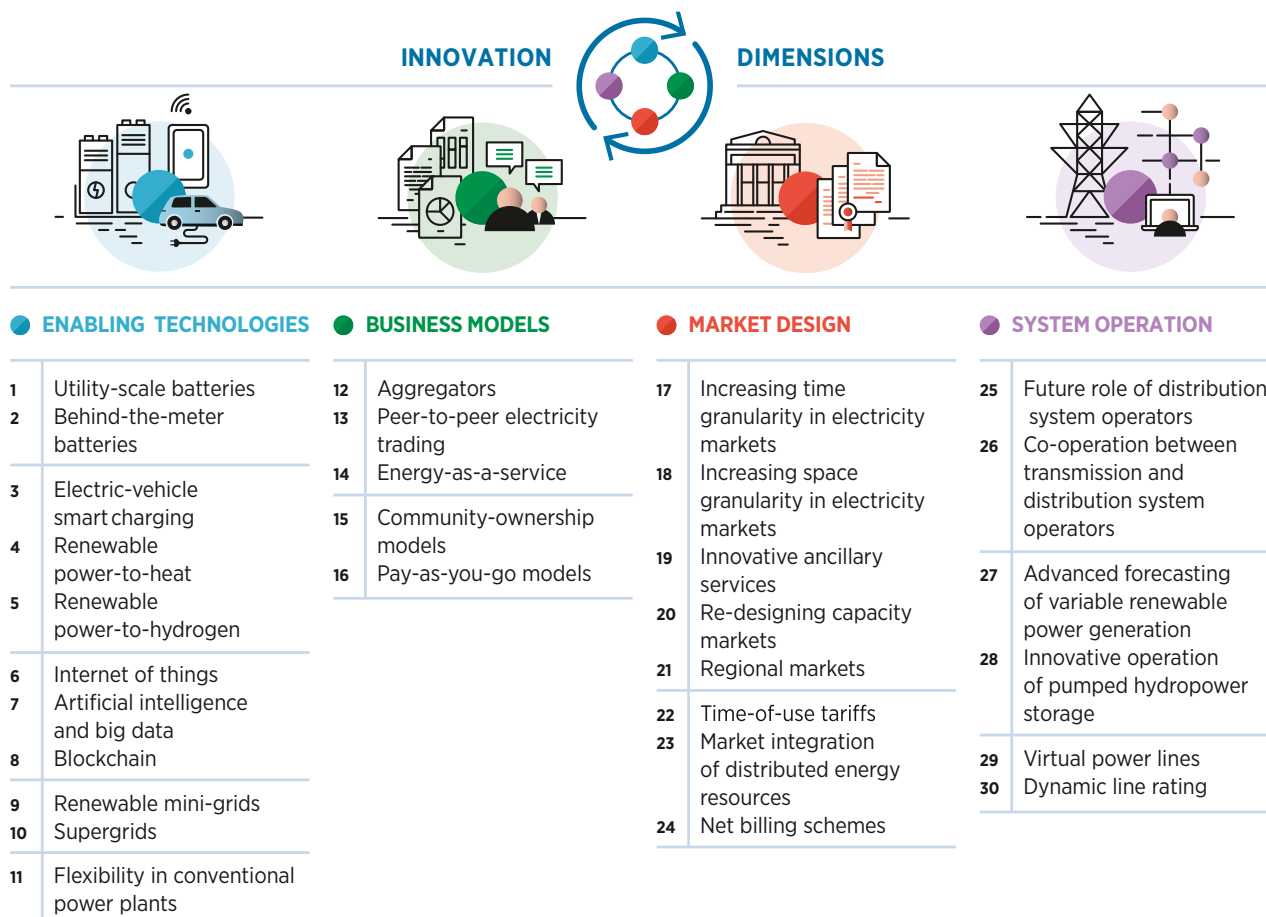 INNOVATION DIMENSIONS
ENABLING TECHNOLOGIES
1 Utility-scale batteries
2 Behind-the-meter
batteries
3 Electric-vehicle
smart charging
4 Renewable
power-to-heat
5 Renewable
power-to-hydrogen
6 Internet of things
7 Artificial intelligence
and big data
8 Blockchain
9 Renewable mini-grids
10 Supergrids
11 Flexibility in conventional
power plants
BUSINESS MODELS
12 Aggregators
13 Peer-to-peer electricity
trading
14 Energy-as-a-service
15 Community-ownership
models
16 Pay-as-you-go models
MARKET DESIGN
17 Increasing time
granularity in electricity
markets
18 Increasing space
granularity in electricity
markets
19 Innovative ancillary
services
20 Re-designing capacity
markets
21 Regional markets
22 Time-of-use tariffs
23 Market integration
of distributed energy
resources
24 Net billing schemes
SYSTEM OPERATION
25 Future role of distribution
system operators
26 Co-operation between
transmission and
distribution system
operators
27 Advanced forecasting
of variable renewable
power generation
28 Innovative operation
of pumped hydropower
storage
29 Virtual power lines
30 Dynamic line rating